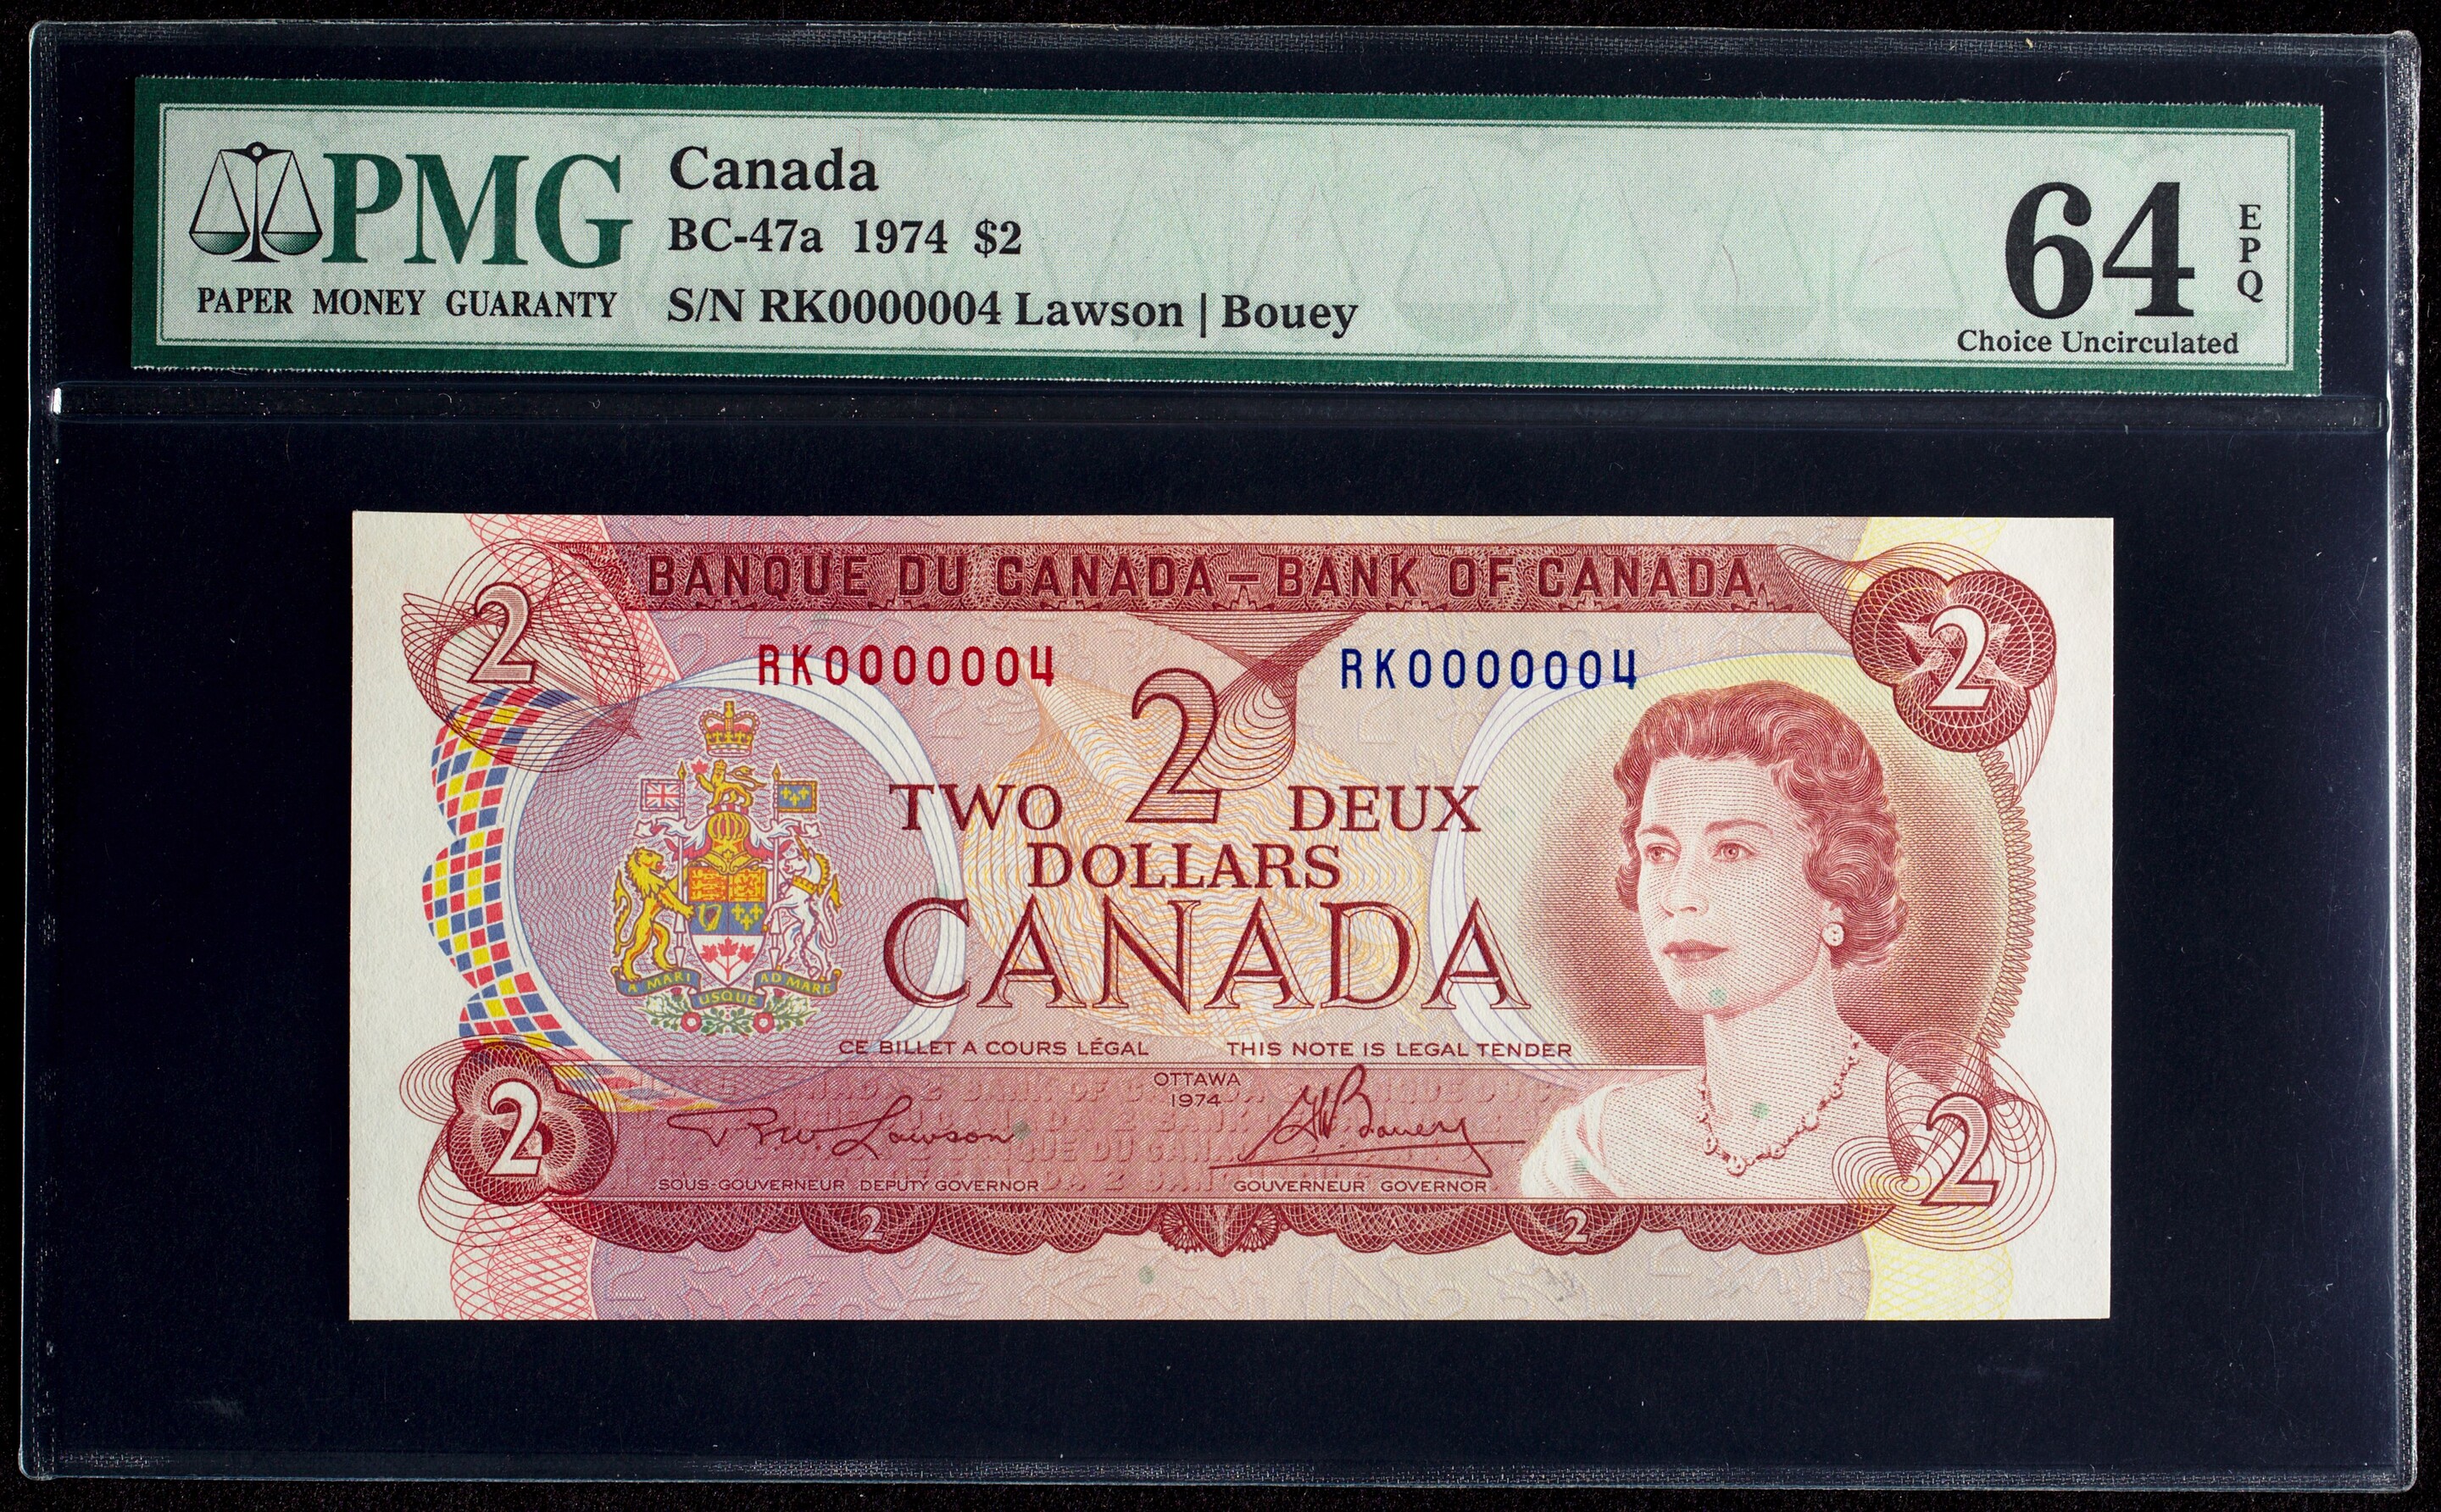 PMG
PAPER MONEY GUARANTY
Canada
BC-47a 1974 $2
S/N RK0000004 Lawson | Bouey
64
EPQ
Choice Uncirculated
BANQUE DU CANADA – BANK OF CANADA
2
2
RK0000004
RK0000004
2
TWO DEUX
DOLLARS
CANADA
A MARI USQUE AD MARE
CE BILLET A COURS LÉGAL THIS NOTE IS LEGAL TENDER
OTTAWA
1974
2
R.W. Lawson
G K Bouey
2
SOUS-GOUVERNEUR DEPUTY GOVERNOR
GOUVERNEUR GOVERNOR
2
2